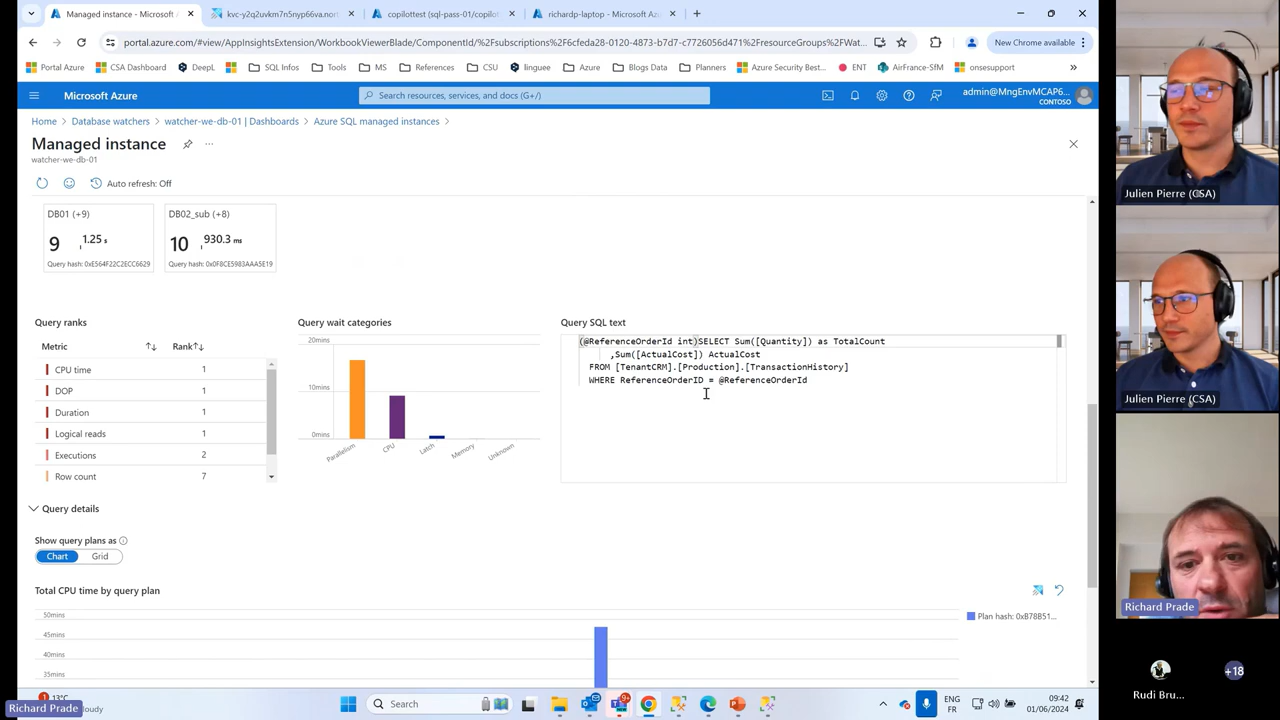 Managed instance - Microsoft Azu
kvc-y2q2uvkm7n5nyp66va.nort
copilottest (sql-pass-01/copilot
richardp-laptop - Microsoft Azu
portal.azure.com/#view/AppInsightsExtension/WorkbookViewerBlade/ComponentId/%2Fsubscriptions%2F6cfeda28-0120-4873-b7d7-c7726056d471%2FresourceGroups%2FWat...
New Chrome available
Portal Azure
CSA Dashboard
DeepL
SQL Infos
Tools
MS
References
CSU
linguee
Azure
Blogs Data
Planners
Azure Security Best...
ENT
AirFrance-SfM
onsesupport
»
Microsoft Azure
Search resources, services, and docs (G+/)
admin@MngEnvMCAP6...
CONTOSO
Home > Database watchers > watcher-we-db-01 | Dashboards > Azure SQL managed instances >
Managed instance
watcher-we-db-01
Auto refresh: Off
DB01 (+9)
9 1.25 s
Query hash: 0xE564F22C2ECC6629
DB02_sub (+8)
10 930.3 ms
Query hash: 0x0F8CE5983AAA5E19
Query ranks
Metric Rank
CPU time 1
DOP 1
Duration 1
Logical reads 1
Executions 2
Row count 7
Query wait categories
20mins
10mins
0mins
Parallelism
CPU
Latch
Memory
Unknown
Query SQL text
(@ReferenceOrderId int)SELECT Sum([Quantity]) as TotalCount
,Sum([ActualCost]) ActualCost
FROM [TenantCRM].[Production].[TransactionHistory]
WHERE ReferenceOrderID = @ReferenceOrderId
Query details
Show query plans as
Chart
Grid
Total CPU time by query plan
50mins
45mins
40mins
35mins
Plan hash: 0xB78B51...
1
13°C
oudy
Richard Prade
Search
9+
ENG
FR
09:42
01/06/2024
Julien Pierre (CSA)
Julien Pierre (CSA)
Richard Prade
Rudi Bru...
+18